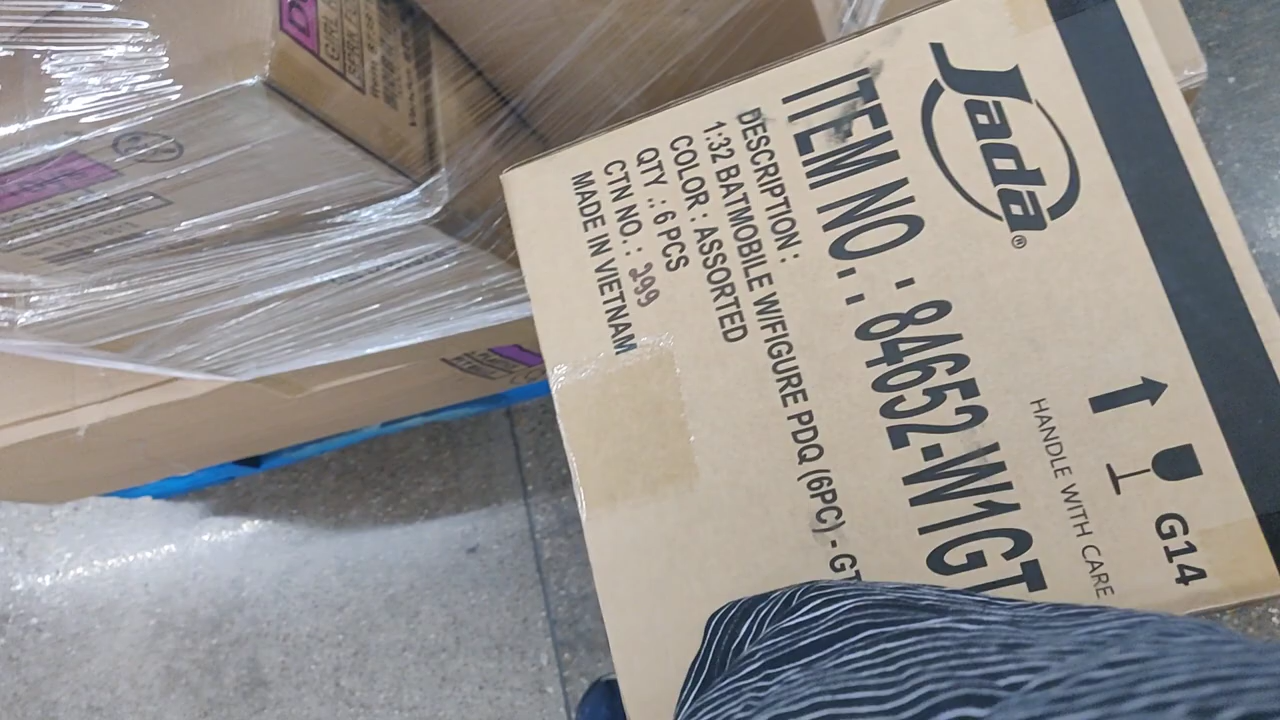 Jada®
ITEM NO. : 84652-W1GT
DESCRIPTION :
1:32 BATMOBILE W/FIGURE PDQ (6PC) - GT
COLOR : ASSORTED
QTY .: 6 PCS
CTN NO. : 299
MADE IN VIETNAM
HANDLE WITH CARE
G14